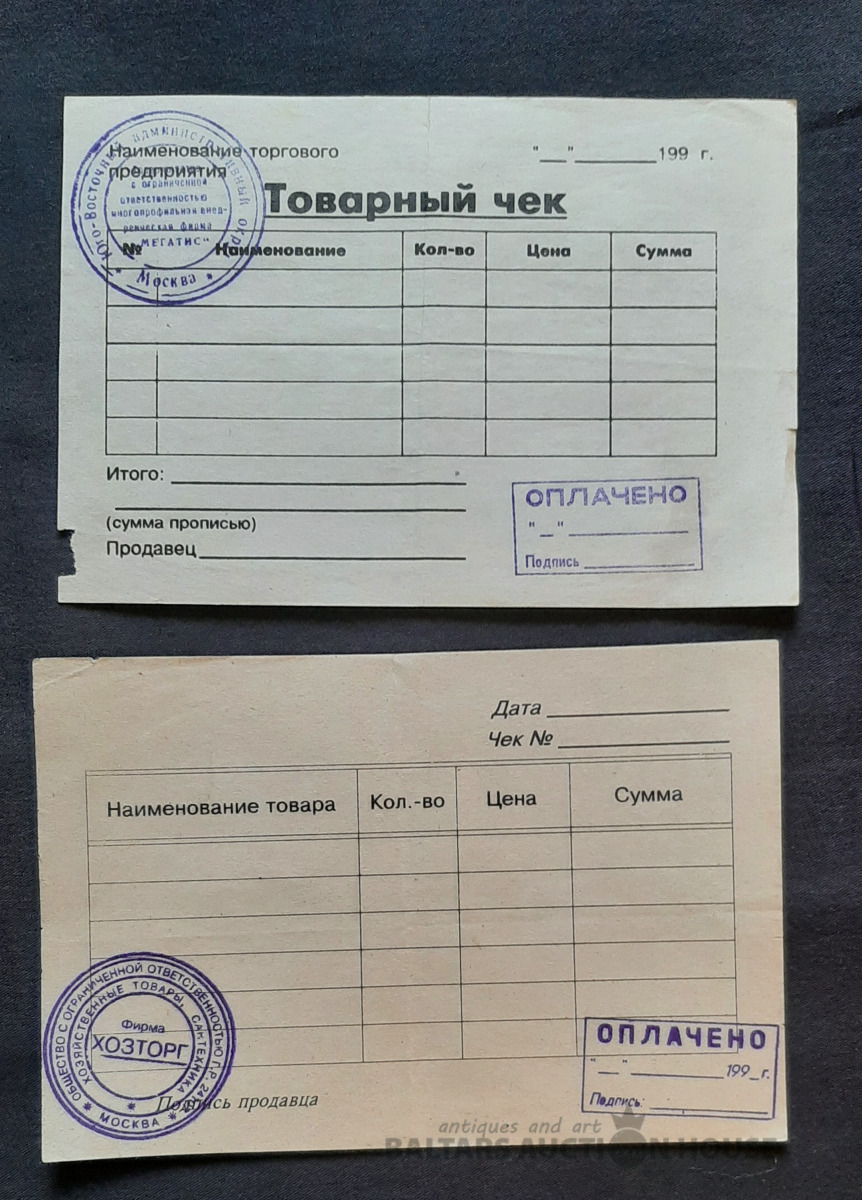 Наименование торгового
предприятия
"__"________199 г.
Юго-Восточный административный округ
с ограниченной
ответственностью
многопрофильная внед-
ренческая фирма
"МЕГАТИС"
* Москва *
Товарный чек
№ Наименование Кол-во Цена Сумма
Итого:
(сумма прописью)
Продавец
ОПЛАЧЕНО
"__"
Подпись
Дата
Чек №
Наименование товара Кол.-во Цена Сумма
ОБЩЕСТВО С ОГРАНИЧЕННОЙ ОТВЕТСТВЕННОСТЬЮ
ХОЗЯЙСТВЕННЫЕ ТОВАРЫ, САНТЕХНИКА
Фирма
ХОЗТОРГ
* МОСКВА *
Подпись продавца
ОПЛАЧЕНО
"__"________199_г.
Подпись:
antiques and art
BALTARS AUCTION HOUSE